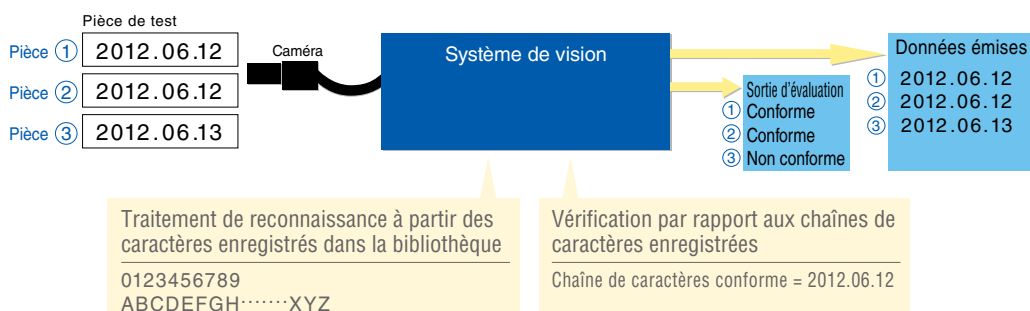 Pièce de test
Pièce ① 2012.06.12
Pièce ② 2012.06.12
Pièce ③ 2012.06.13
Caméra
Système de vision
Sortie d'évaluation
① Conforme
② Conforme
③ Non conforme
Données émises
① 2012.06.12
② 2012.06.12
③ 2012.06.13
Traitement de reconnaissance à partir des
caractères enregistrés dans la bibliothèque
0123456789
ABCDEFGH·······XYZ
Vérification par rapport aux chaînes de
caractères enregistrées
Chaîne de caractères conforme = 2012.06.12